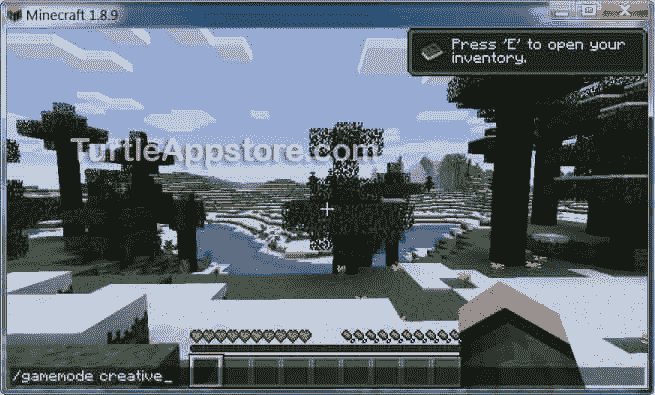 Minecraft 1.8.9
Press 'E' to open your
inventory.
TurtleAppstore.com
/gamemode creative_